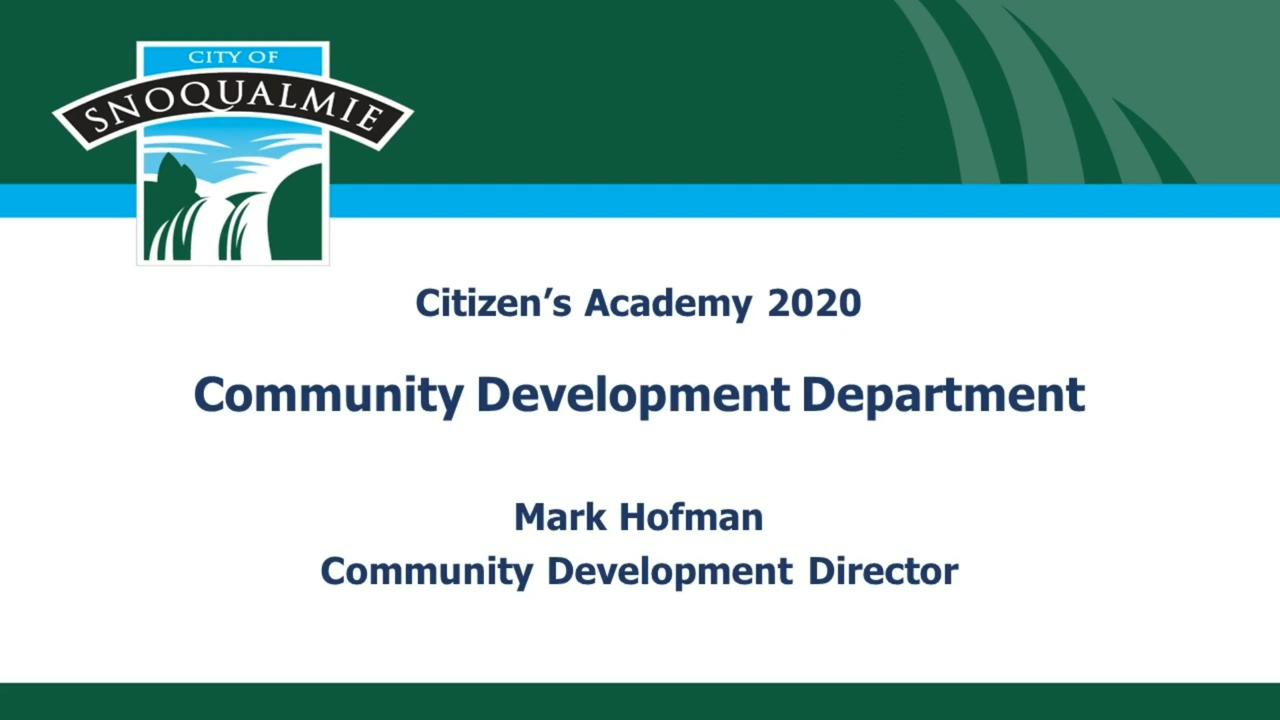 CITY OF
SNOQUALMIE
Citizen’s Academy 2020
Community Development Department
Mark Hofman
Community Development Director